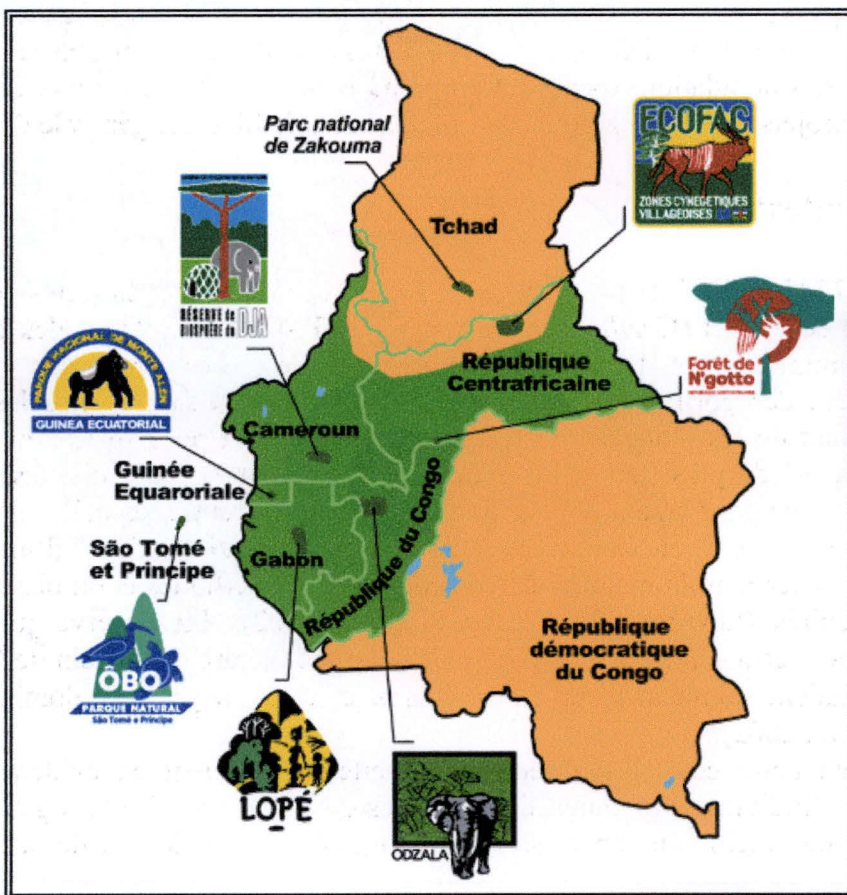 Parc national
de Zakouma
ECOFAC
ZONES CYNEGETIQUES
VILLAGEOISES
Tchad
RÉSERVE de
BIOSPHÈRE du DJA
République
Centrafricaine
Forêt de
N'gotto
PARQUE NACIONAL DE MONTE ALEN
GUINEA ECUATORIAL
Cameroun
Guinée
Equaroriale
São Tomé
et Principe
Gabon
République du Congo
République
démocratique
du Congo
ÔBO
PARQUE NATURAL
São Tomé e Príncipe
LOPÉ
ODZALA